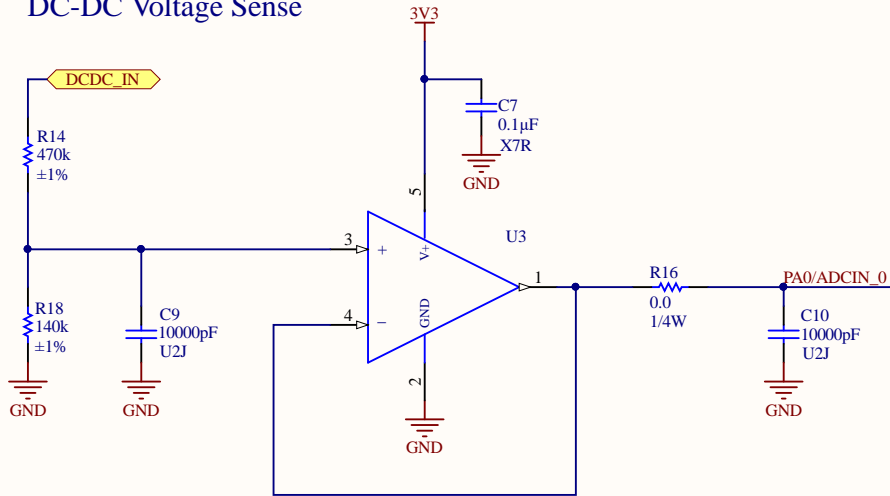 DC-DC Voltage Sense
3V3
DCDC_IN
C7
0.1µF
X7R
GND
R14
470k
±1%
5
3
+
V+
U3
1
R16
0.0
1/4W
PA0/ADCIN_0
4
−
GND
2
GND
R18
140k
±1%
GND
C9
10000pF
U2J
GND
C10
10000pF
U2J
GND